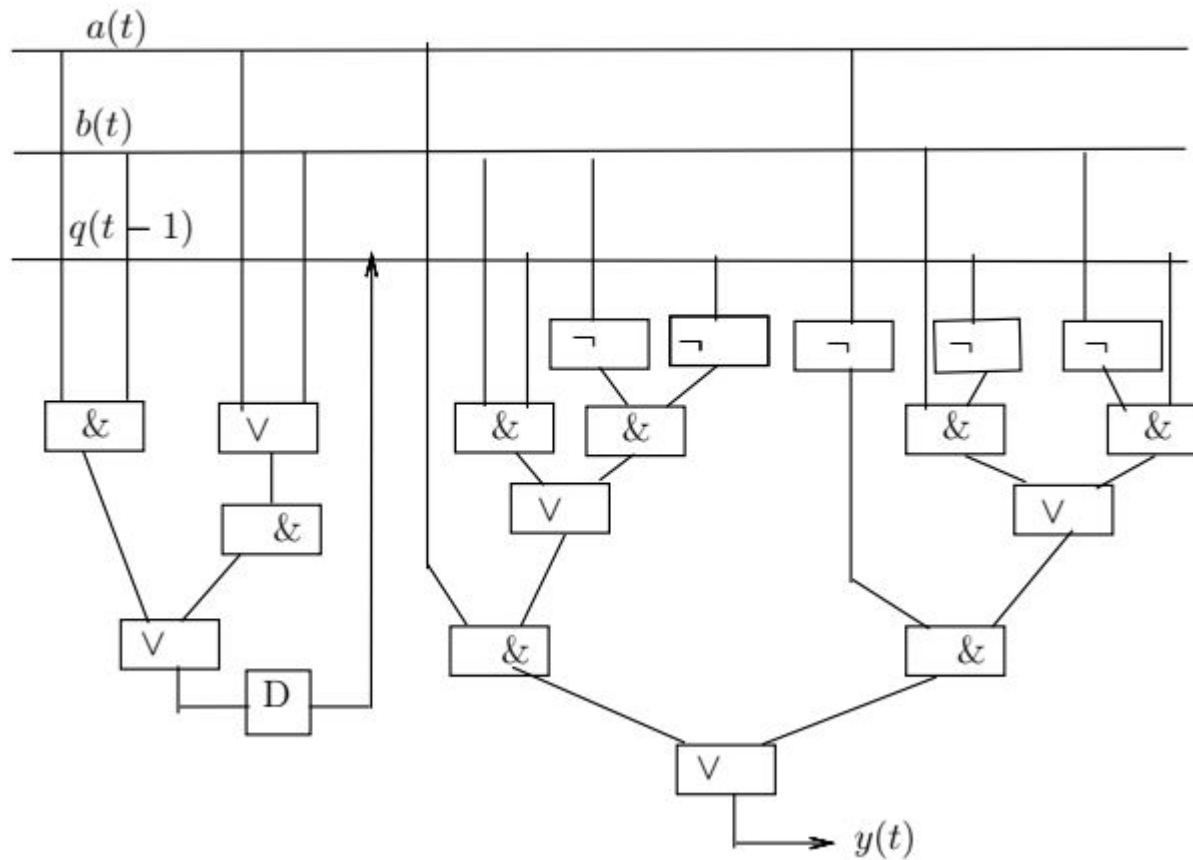 a(t)
b(t)
q(t − 1)
¬ ¬ ¬ ¬ ¬
& ∨ & & & &
∨ ∨
&
∨ & &
D
∨
y(t)